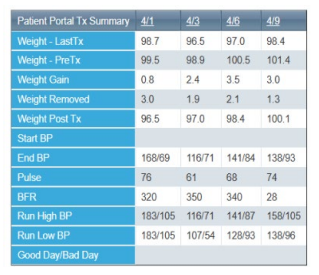 Patient Portal Tx Summary 4/1 4/3 4/6 4/9
Weight - LastTx 98.7 96.5 97.0 98.4
Weight - PreTx 99.5 98.9 100.5 101.4
Weight Gain 0.8 2.4 3.5 3.0
Weight Removed 3.0 1.9 2.1 1.3
Weight Post Tx 96.5 97.0 98.4 100.1
Start BP
End BP 168/69 116/71 141/84 138/93
Pulse 76 61 68 74
BFR 320 350 340 28
Run High BP 183/105 116/71 141/87 158/105
Run Low BP 183/105 107/54 128/93 138/96
Good Day/Bad Day